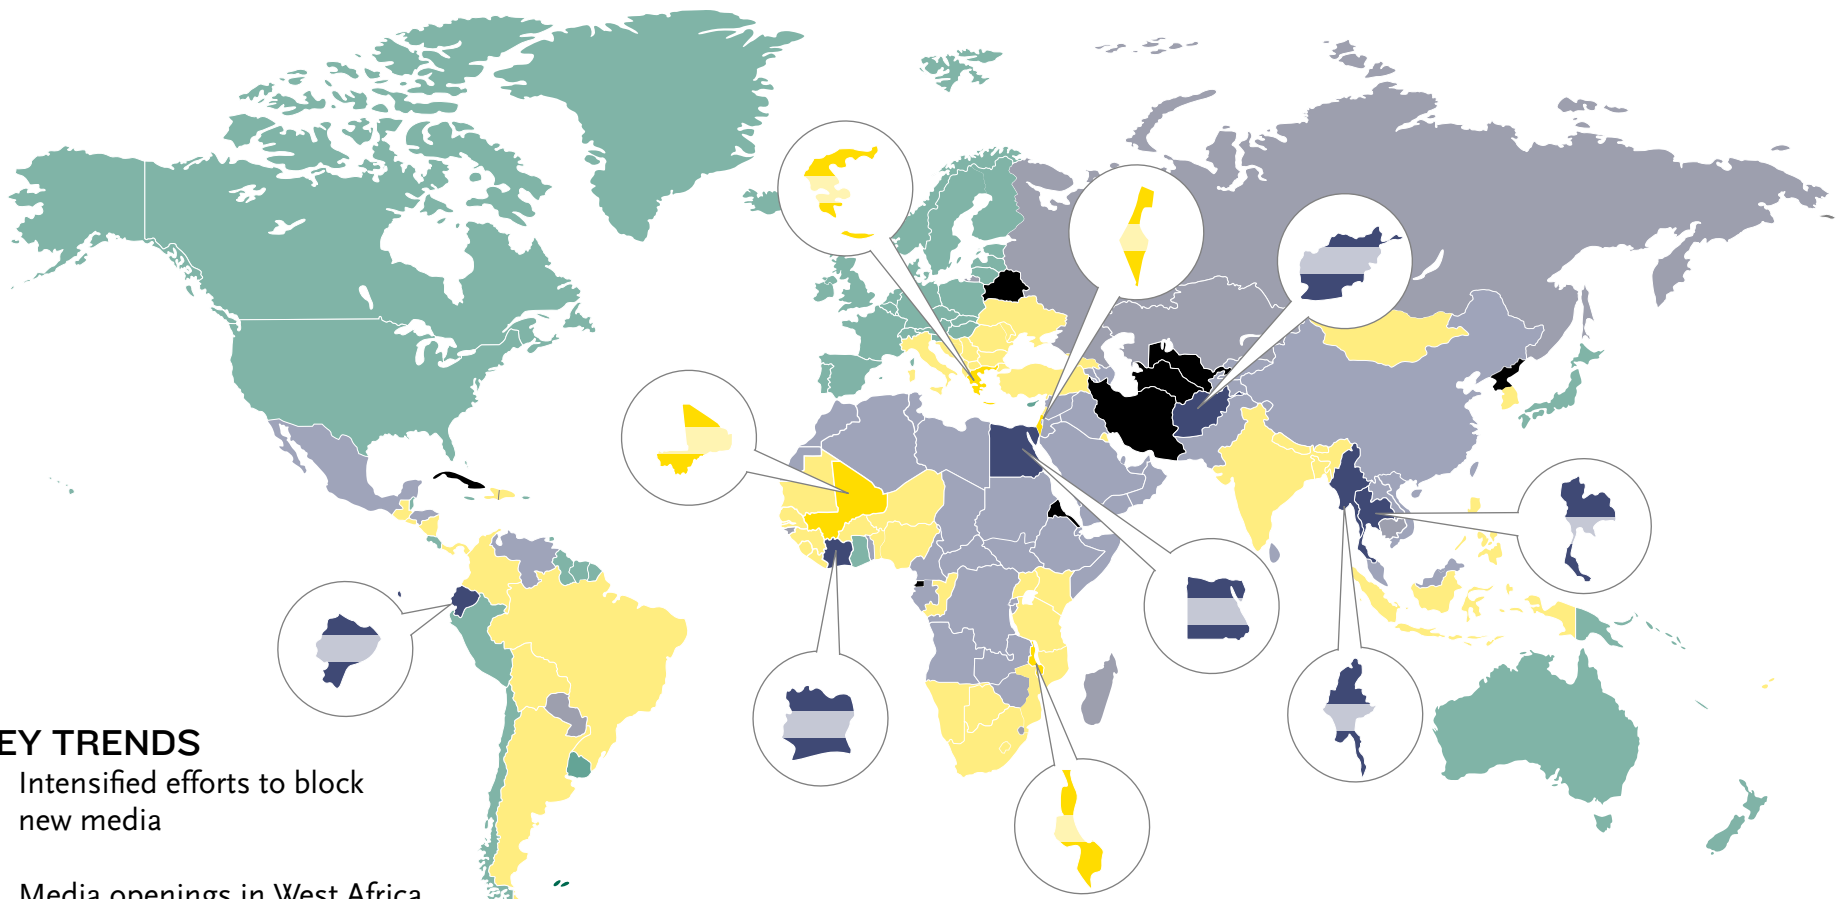 EY TRENDS
Intensified efforts to block
new media
Media openings in West Africa